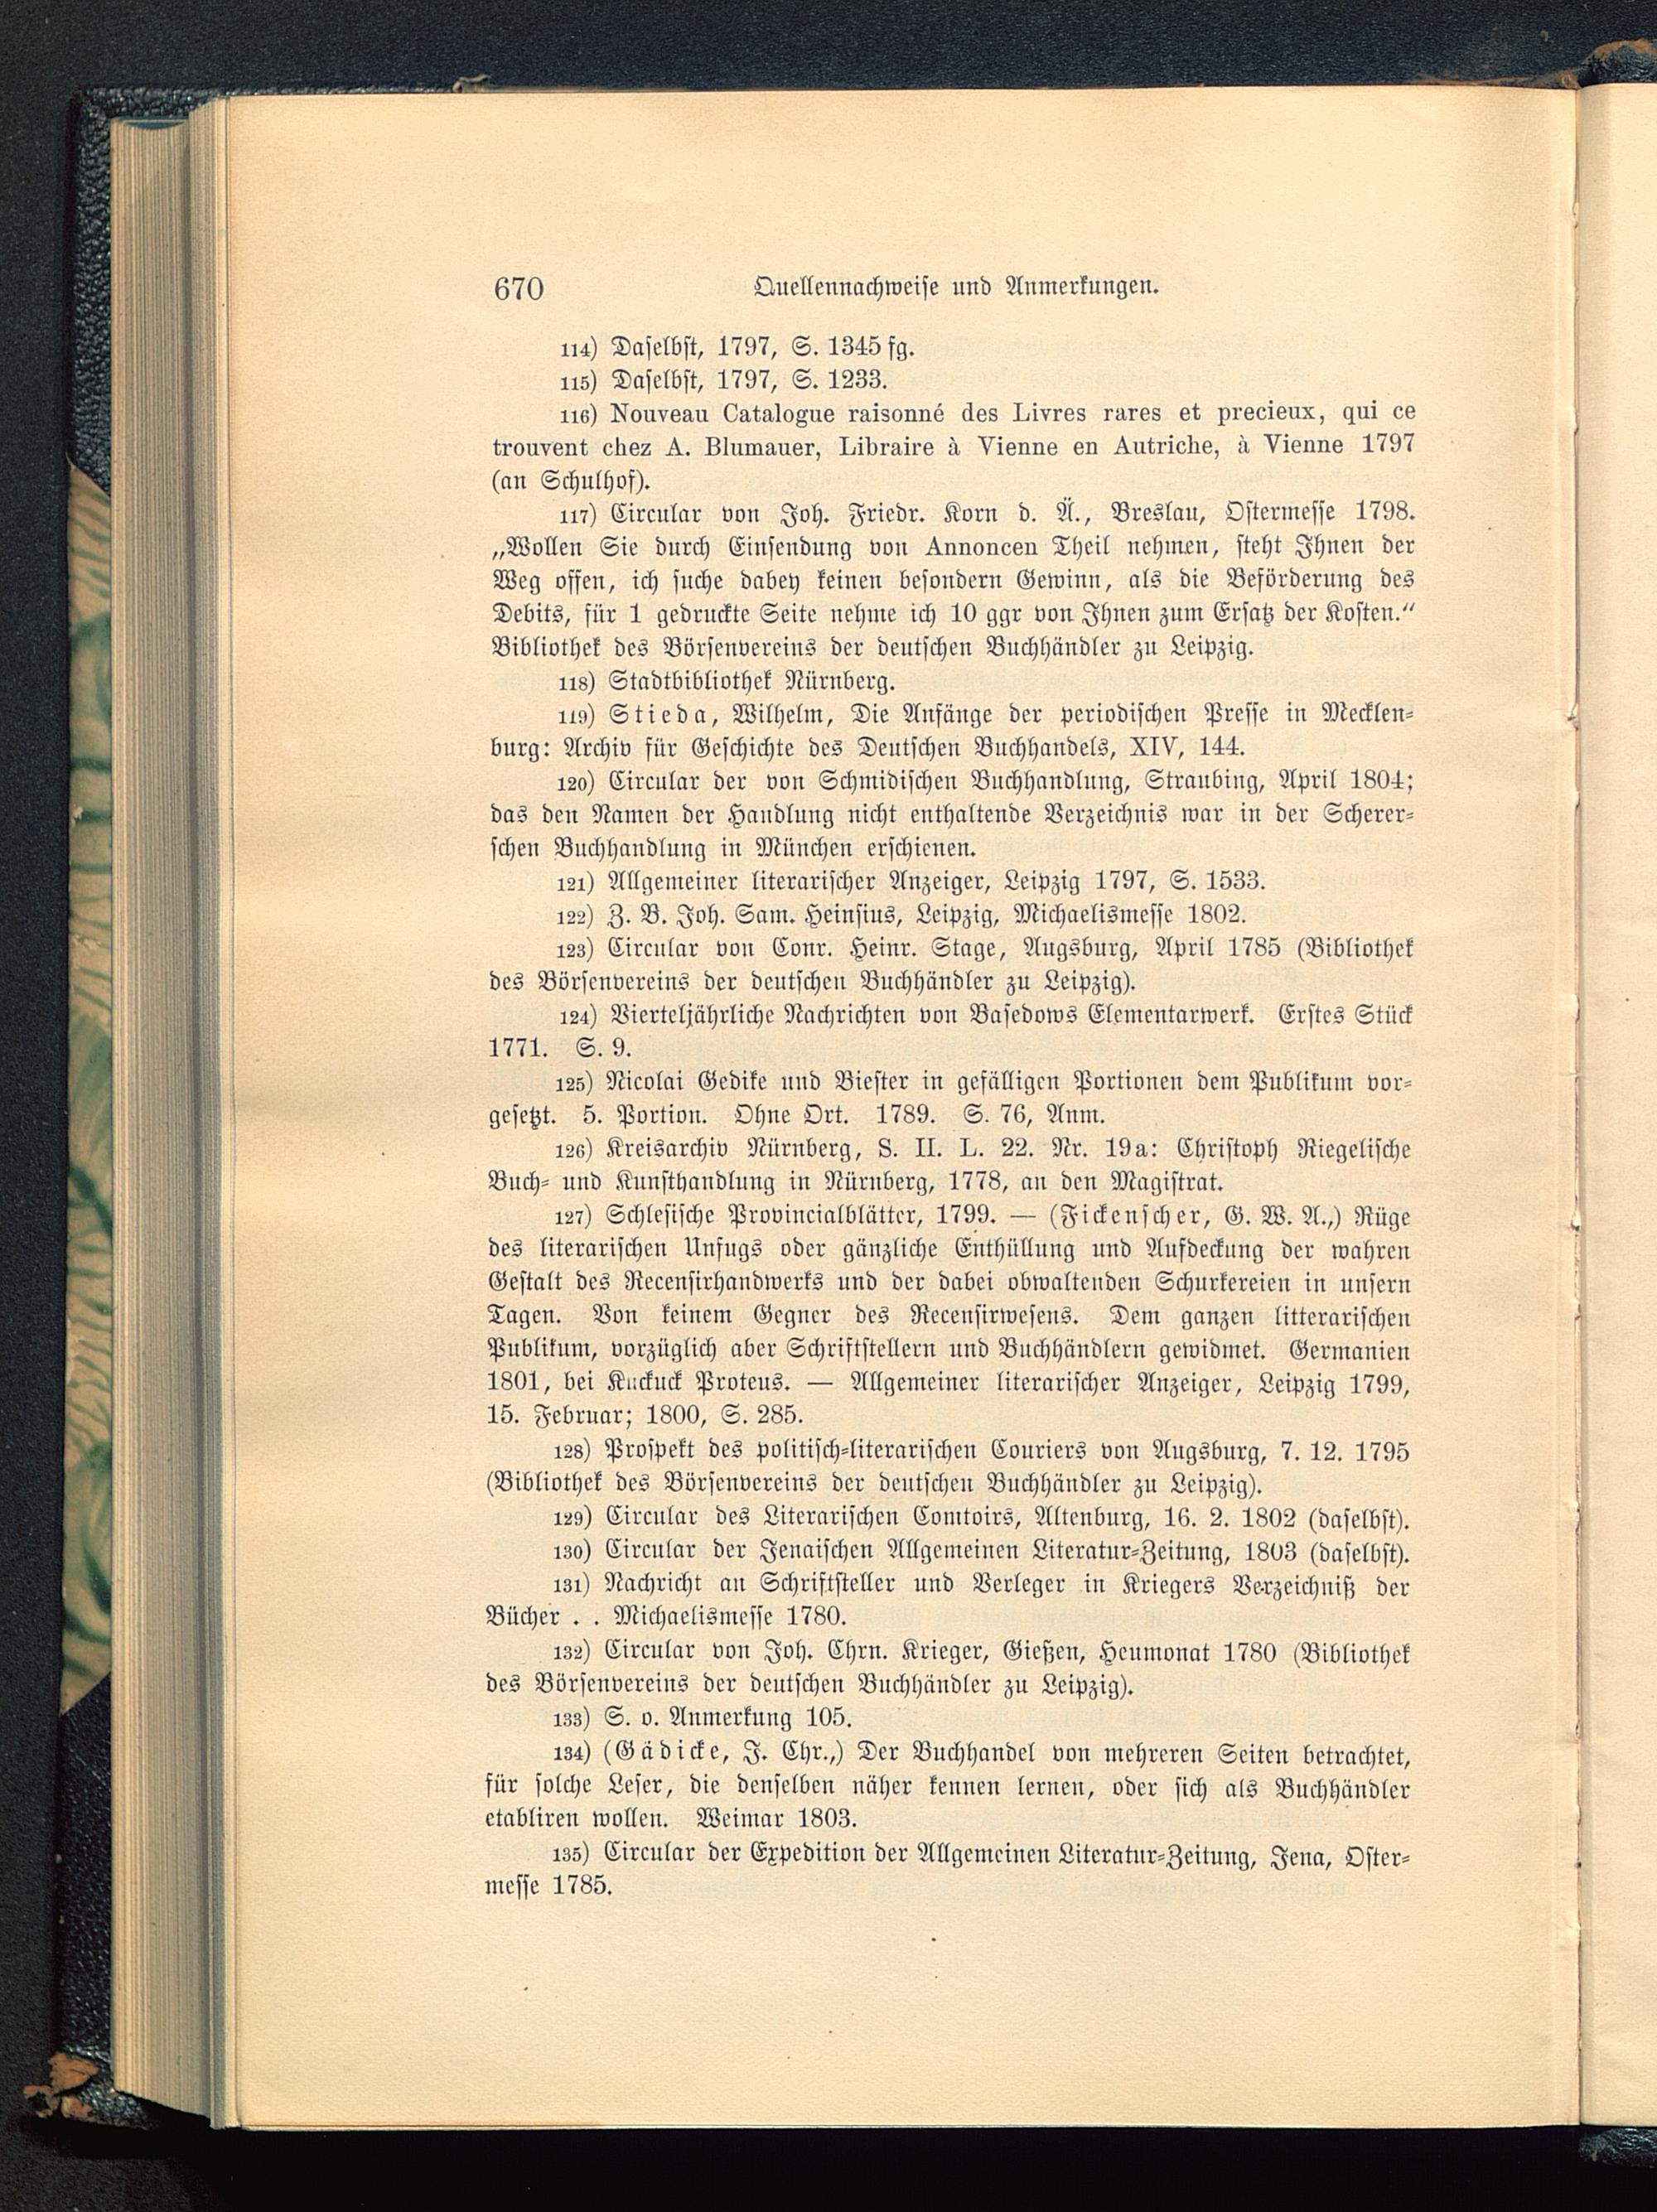 670 Quellennachweise und Anmerkungen.
114) Daselbst, 1797, S. 1345 fg.
115) Daselbst, 1797, S. 1233.
116) Nouveau Catalogue raisonné des Livres rares et precieux, qui ce
trouvent chez A. Blumauer, Libraire à Vienne en Autriche, à Vienne 1797
(an Schulhof).
117) Circular von Joh. Friedr. Korn d. Ä., Breslau, Ostermesse 1798.
„Wollen Sie durch Einsendung von Annoncen Theil nehmen, steht Ihnen der
Weg offen, ich suche dabey keinen besondern Gewinn, als die Beförderung des
Debits, für 1 gedruckte Seite nehme ich 10 ggr von Ihnen zum Ersatz der Kosten.“
Bibliothek des Börsenvereins der deutschen Buchhändler zu Leipzig.
118) Stadtbibliothek Nürnberg.
119) Stieda, Wilhelm, Die Anfänge der periodischen Presse in Mecklen-
burg: Archiv für Geschichte des Deutschen Buchhandels, XIV, 144.
120) Circular der von Schmidischen Buchhandlung, Straubing, April 1804;
das den Namen der Handlung nicht enthaltende Verzeichnis war in der Scherer-
schen Buchhandlung in München erschienen.
121) Allgemeiner literarischer Anzeiger, Leipzig 1797, S. 1533.
122) Z. B. Joh. Sam. Heinsius, Leipzig, Michaelismesse 1802.
123) Circular von Conr. Heinr. Stage, Augsburg, April 1785 (Bibliothek
des Börsenvereins der deutschen Buchhändler zu Leipzig).
124) Vierteljährliche Nachrichten von Basedows Elementarwerk. Erstes Stück
1771. S. 9.
125) Nicolai Gedike und Biester in gefälligen Portionen dem Publikum vor-
gesetzt. 5. Portion. Ohne Ort. 1789. S. 76, Anm.
126) Kreisarchiv Nürnberg, S. II. L. 22. Nr. 19a: Christoph Riegelische
Buch- und Kunsthandlung in Nürnberg, 1778, an den Magistrat.
127) Schlesische Provincialblätter, 1799. — (Fickenscher, G. W. A.,) Rüge
des literarischen Unfugs oder gänzliche Enthüllung und Aufdeckung der wahren
Gestalt des Recensirhandwerks und der dabei obwaltenden Schurkereien in unsern
Tagen. Von keinem Gegner des Recensirwesens. Dem ganzen litterarischen
Publikum, vorzüglich aber Schriftstellern und Buchhändlern gewidmet. Germanien
1801, bei Kuckuck Proteus. — Allgemeiner literarischer Anzeiger, Leipzig 1799,
15. Februar; 1800, S. 285.
128) Prospekt des politisch-literarischen Couriers von Augsburg, 7. 12. 1795
(Bibliothek des Börsenvereins der deutschen Buchhändler zu Leipzig).
129) Circular des Literarischen Comtoirs, Altenburg, 16. 2. 1802 (daselbst).
130) Circular der Jenaischen Allgemeinen Literatur-Zeitung, 1803 (daselbst).
131) Nachricht an Schriftsteller und Verleger in Kriegers Verzeichniß der
Bücher . . Michaelismesse 1780.
132) Circular von Joh. Chrn. Krieger, Gießen, Heumonat 1780 (Bibliothek
des Börsenvereins der deutschen Buchhändler zu Leipzig).
133) S. o. Anmerkung 105.
134) (Gädicke, J. Chr.,) Der Buchhandel von mehreren Seiten betrachtet,
für solche Leser, die denselben näher kennen lernen, oder sich als Buchhändler
etabliren wollen. Weimar 1803.
135) Circular der Expedition der Allgemeinen Literatur-Zeitung, Jena, Oster-
messe 1785.